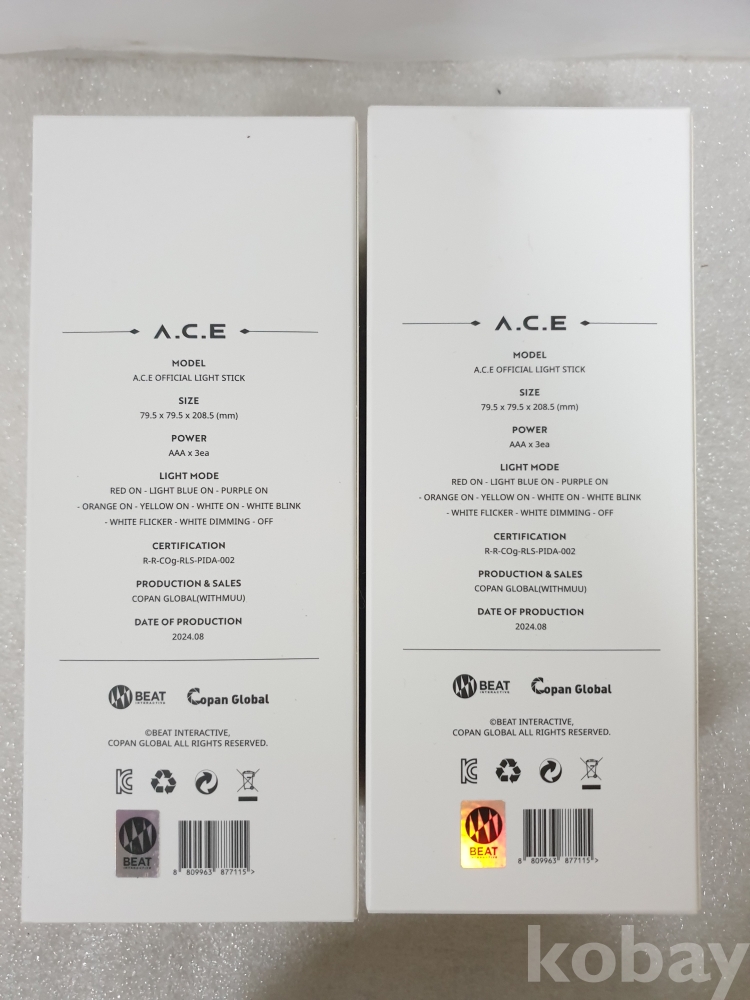 A.C.E
MODEL
A.C.E OFFICIAL LIGHT STICK
SIZE
79.5 x 79.5 x 208.5 (mm)
POWER
AAA x 3ea
LIGHT MODE
RED ON - LIGHT BLUE ON - PURPLE ON
- ORANGE ON - YELLOW ON - WHITE ON - WHITE BLINK
- WHITE FLICKER - WHITE DIMMING - OFF
CERTIFICATION
R-R-COg-RLS-PIDA-002
PRODUCTION & SALES
COPAN GLOBAL(WITHMUU)
DATE OF PRODUCTION
2024.08
BEAT
INTERACTIVE
Copan Global
©BEAT INTERACTIVE,
COPAN GLOBAL ALL RIGHTS RESERVED.
BEAT
INTERACTIVE
8 809963 877115 >
A.C.E
MODEL
A.C.E OFFICIAL LIGHT STICK
SIZE
79.5 x 79.5 x 208.5 (mm)
POWER
AAA x 3ea
LIGHT MODE
RED ON - LIGHT BLUE ON - PURPLE ON
- ORANGE ON - YELLOW ON - WHITE ON - WHITE BLINK
- WHITE FLICKER - WHITE DIMMING - OFF
CERTIFICATION
R-R-COg-RLS-PIDA-002
PRODUCTION & SALES
COPAN GLOBAL(WITHMUU)
DATE OF PRODUCTION
2024.08
BEAT
INTERACTIVE
Copan Global
©BEAT INTERACTIVE,
COPAN GLOBAL ALL RIGHTS RESERVED.
BEAT
INTERACTIVE
8 809963 877115 >
kobay